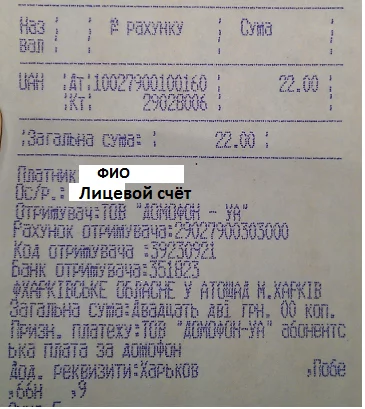 Наз ¦ ¦ № рахунку ¦ Сума
вал ¦ ¦ ¦
UAH ¦Дт¦10027900100160 ¦ 22.00 ¦
¦Кт¦ 29028006 ¦ ¦
¦Загальна сума: ¦ 22.00 ¦
Платник: ФИО
Ос/Р.: Лицевой счёт
Отримувач:ТОВ "ДОМОФОН - УА"
Рахунок отримувача:29027900303000
Код отримувача :39230921
Банк отримувача:351823
ФХАРКІВСЬКЕ ОБЛАСНЕ У АТОЩАД М.ХАРКІВ
Загальна сума:Двадцать дві грн. 00 коп.
Призн. платежу:ТОВ "ДОМОФОН-УА" абонентс
ька плата за домофон
Дод. реквізити:Харьков ,Побе
,66Н ,9